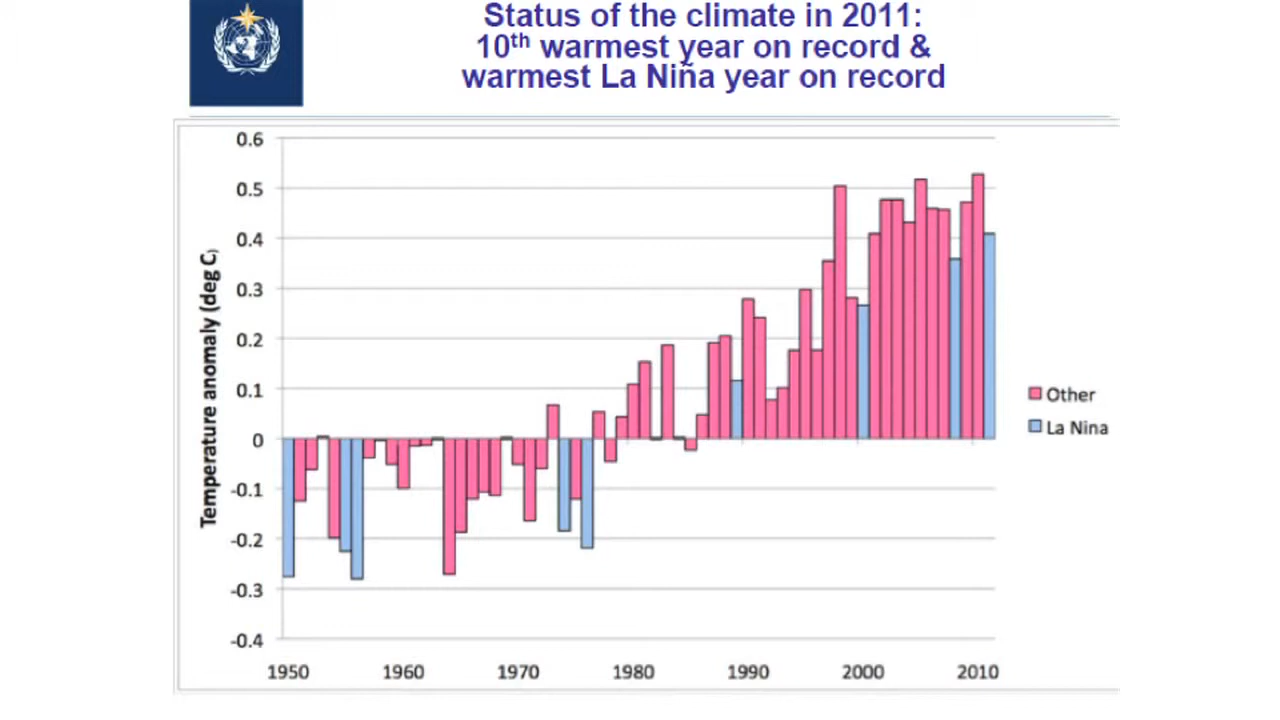 Status of the climate in 2011:
10th warmest year on record &
warmest La Niña year on record
Temperature anomaly (deg C)
0.6
0.5
0.4
0.3
0.2
0.1
0
-0.1
-0.2
-0.3
-0.4
1950 1960 1970 1980 1990 2000 2010
Other
La Nina